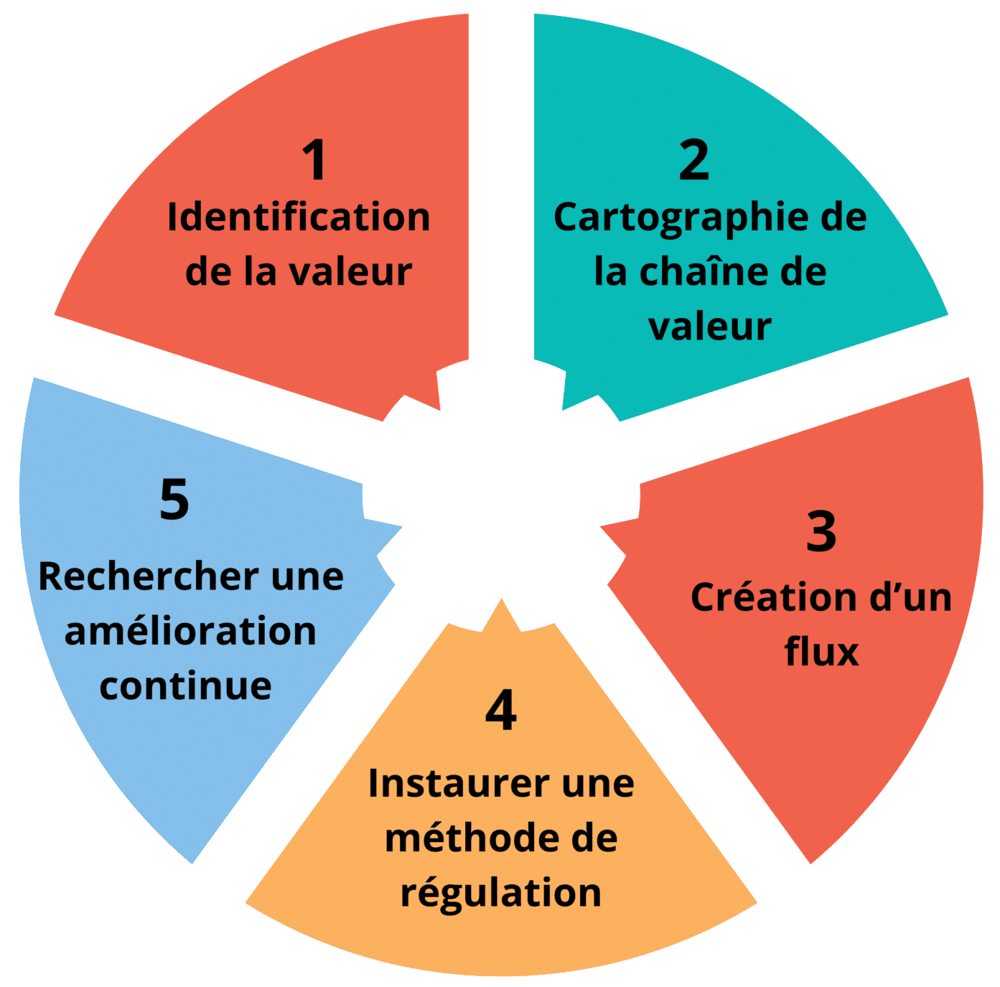 1
Identification
de la valeur
2
Cartographie de
la chaîne de
valeur
3
Création d’un
flux
4
Instaurer une
méthode de
régulation
5
Rechercher une
amélioration
continue